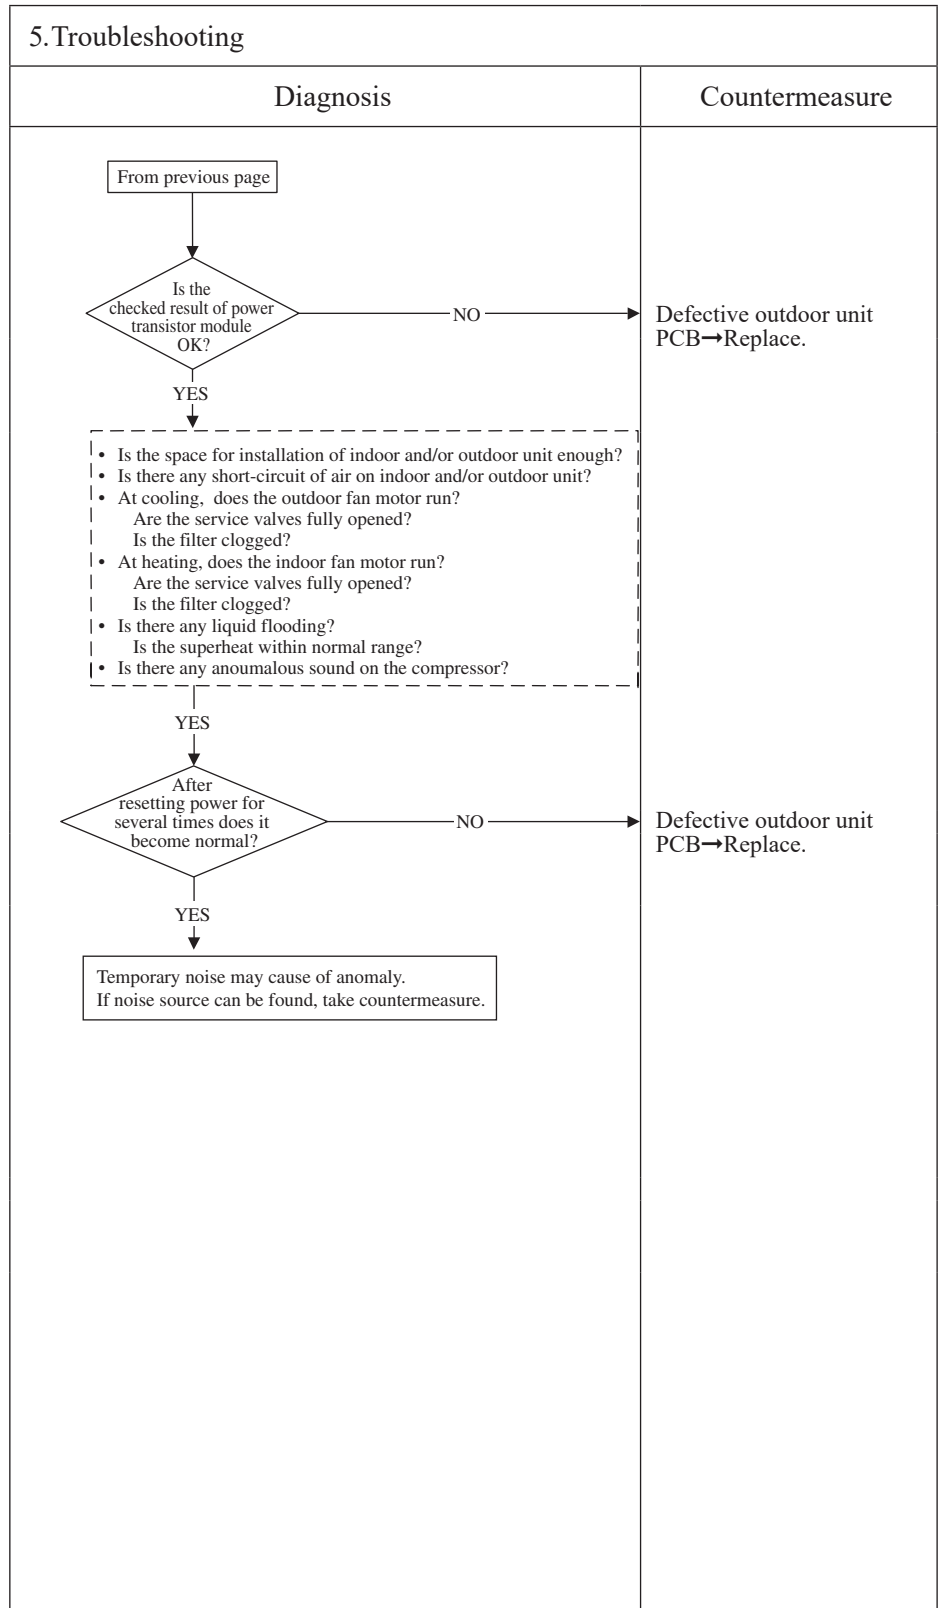 5.Troubleshooting
Diagnosis
Countermeasure
From previous page
Is the
checked result of power
transistor module
OK?
NO
Defective outdoor unit
PCB→Replace.
YES
• Is the space for installation of indoor and/or outdoor unit enough?
• Is there any short-circuit of air on indoor and/or outdoor unit?
• At cooling, does the outdoor fan motor run?
Are the service valves fully opened?
Is the filter clogged?
• At heating, does the indoor fan motor run?
Are the service valves fully opened?
Is the filter clogged?
• Is there any liquid flooding?
Is the superheat within normal range?
• Is there any anoumalous sound on the compressor?
YES
After
resetting power for
several times does it
become normal?
NO
Defective outdoor unit
PCB→Replace.
YES
Temporary noise may cause of anomaly.
If noise source can be found, take countermeasure.